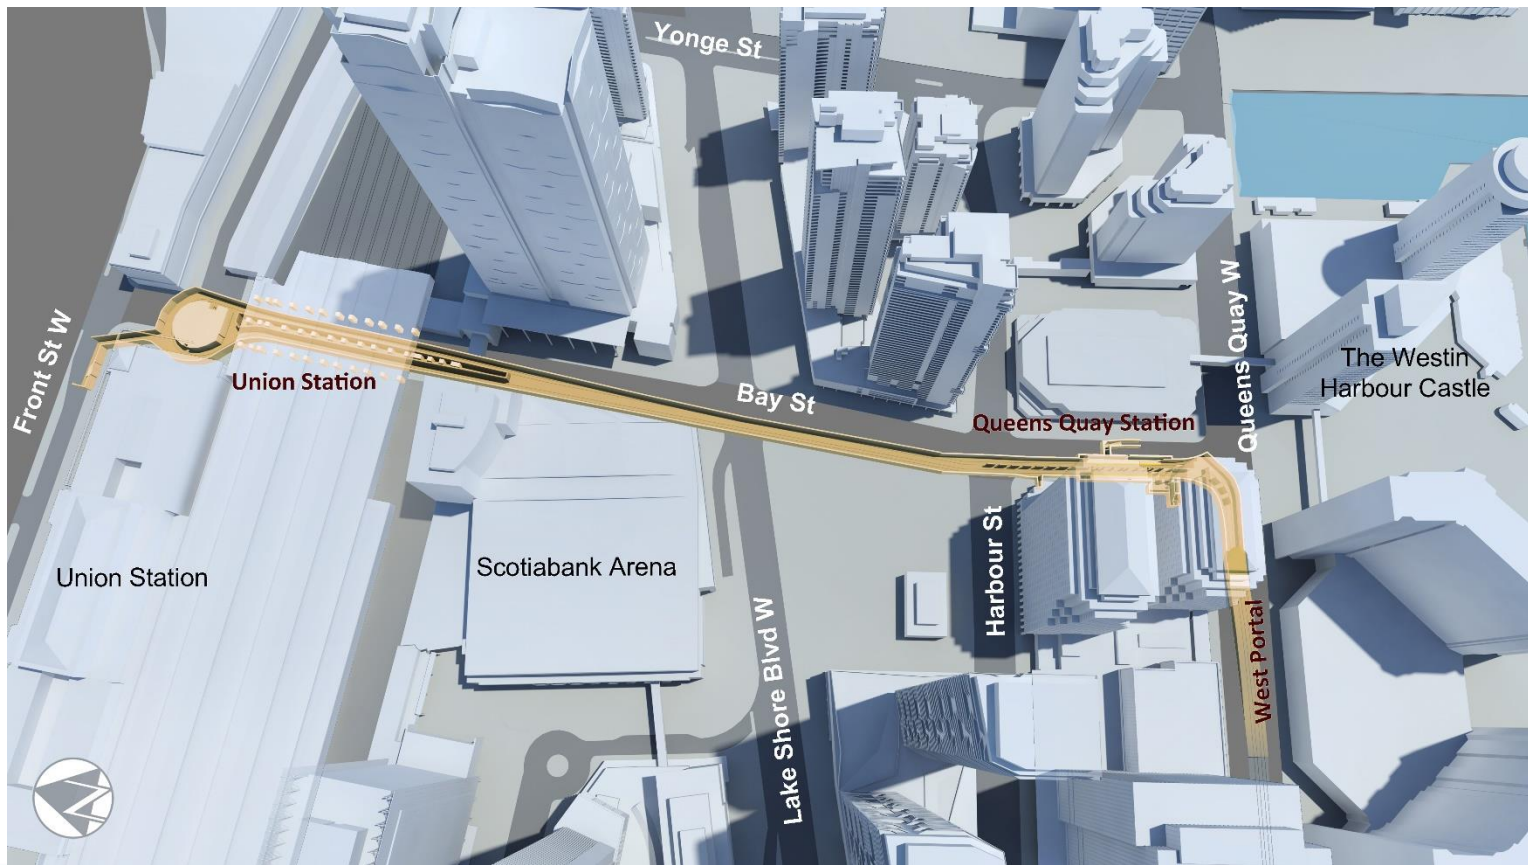 Yonge St
Front St W
Union Station
Bay St
Queens Quay Station
Queens Quay W
The Westin
Harbour Castle
Union Station
Scotiabank Arena
Harbour St
Lake Shore Blvd W
West Portal